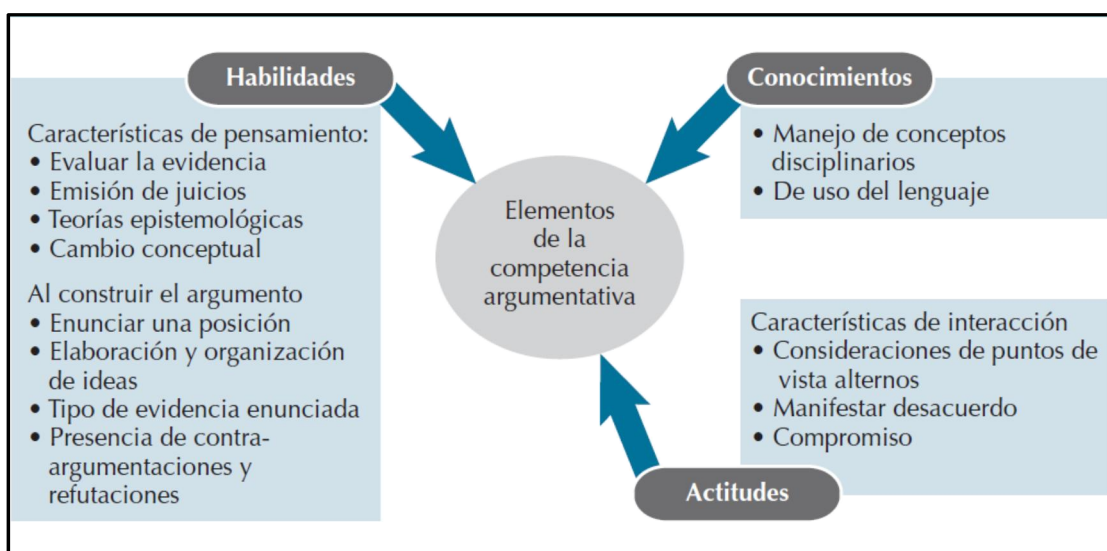 Habilidades
Características de pensamiento:
• Evaluar la evidencia
• Emisión de juicios
• Teorías epistemológicas
• Cambio conceptual
Al construir el argumento
• Enunciar una posición
• Elaboración y organización
de ideas
• Tipo de evidencia enunciada
• Presencia de contra-
argumentaciones y
refutaciones
Elementos
de la
competencia
argumentativa
Conocimientos
• Manejo de conceptos
disciplinarios
• De uso del lenguaje
Características de interacción
• Consideraciones de puntos de
vista alternos
• Manifestar desacuerdo
• Compromiso
Actitudes